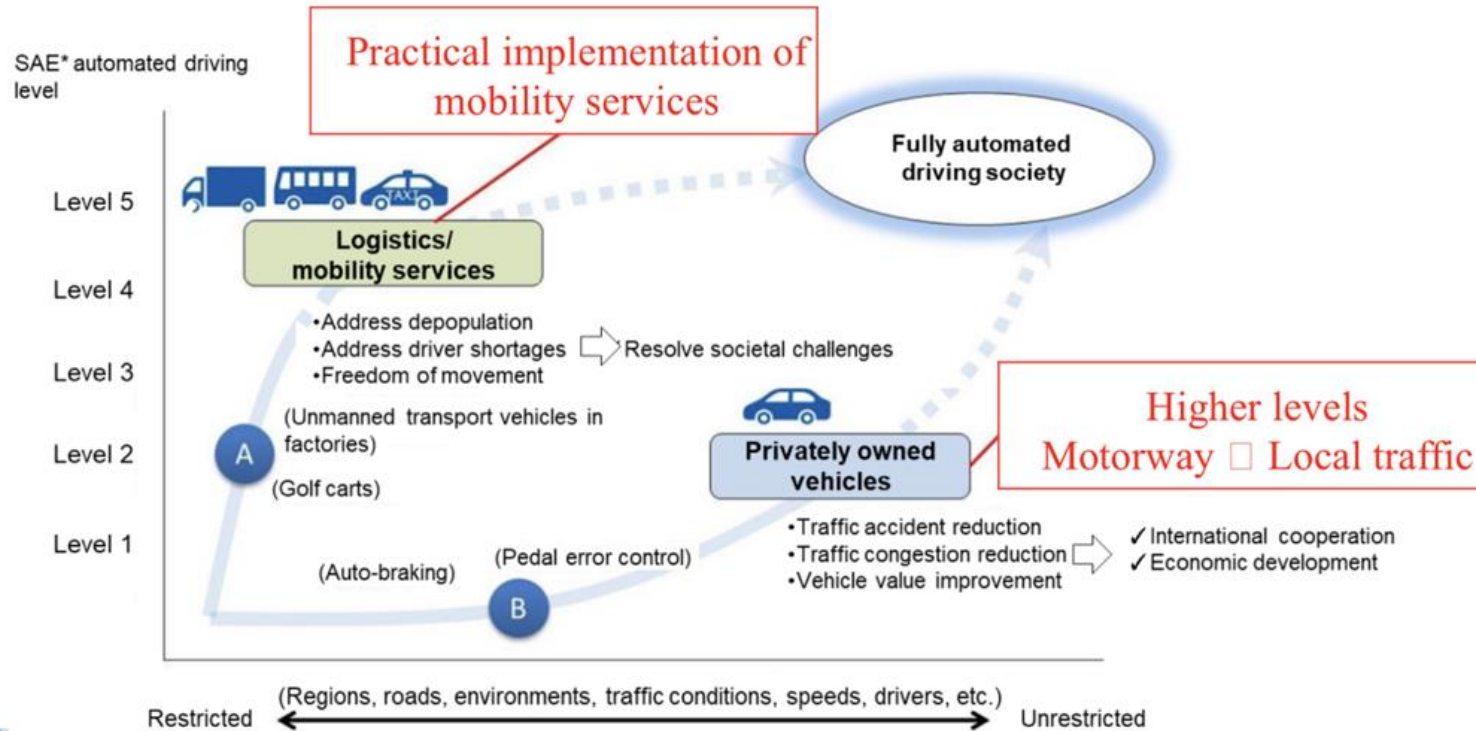 Practical implementation of
mobility services
SAE* automated driving
level
Fully automated
driving society
Level 5
TAXI
Logistics/
mobility services
Level 4
•Address depopulation
•Address driver shortages
•Freedom of movement
Resolve societal challenges
Level 3
(Unmanned transport vehicles in
factories)
Higher levels
Motorway □ Local traffic
A
Level 2
Privately owned
vehicles
(Golf carts)
Level 1
•Traffic accident reduction
•Traffic congestion reduction
•Vehicle value improvement
✓International cooperation
✓Economic development
(Auto-braking)
(Pedal error control)
B
(Regions, roads, environments, traffic conditions, speeds, drivers, etc.)
Restricted
Unrestricted